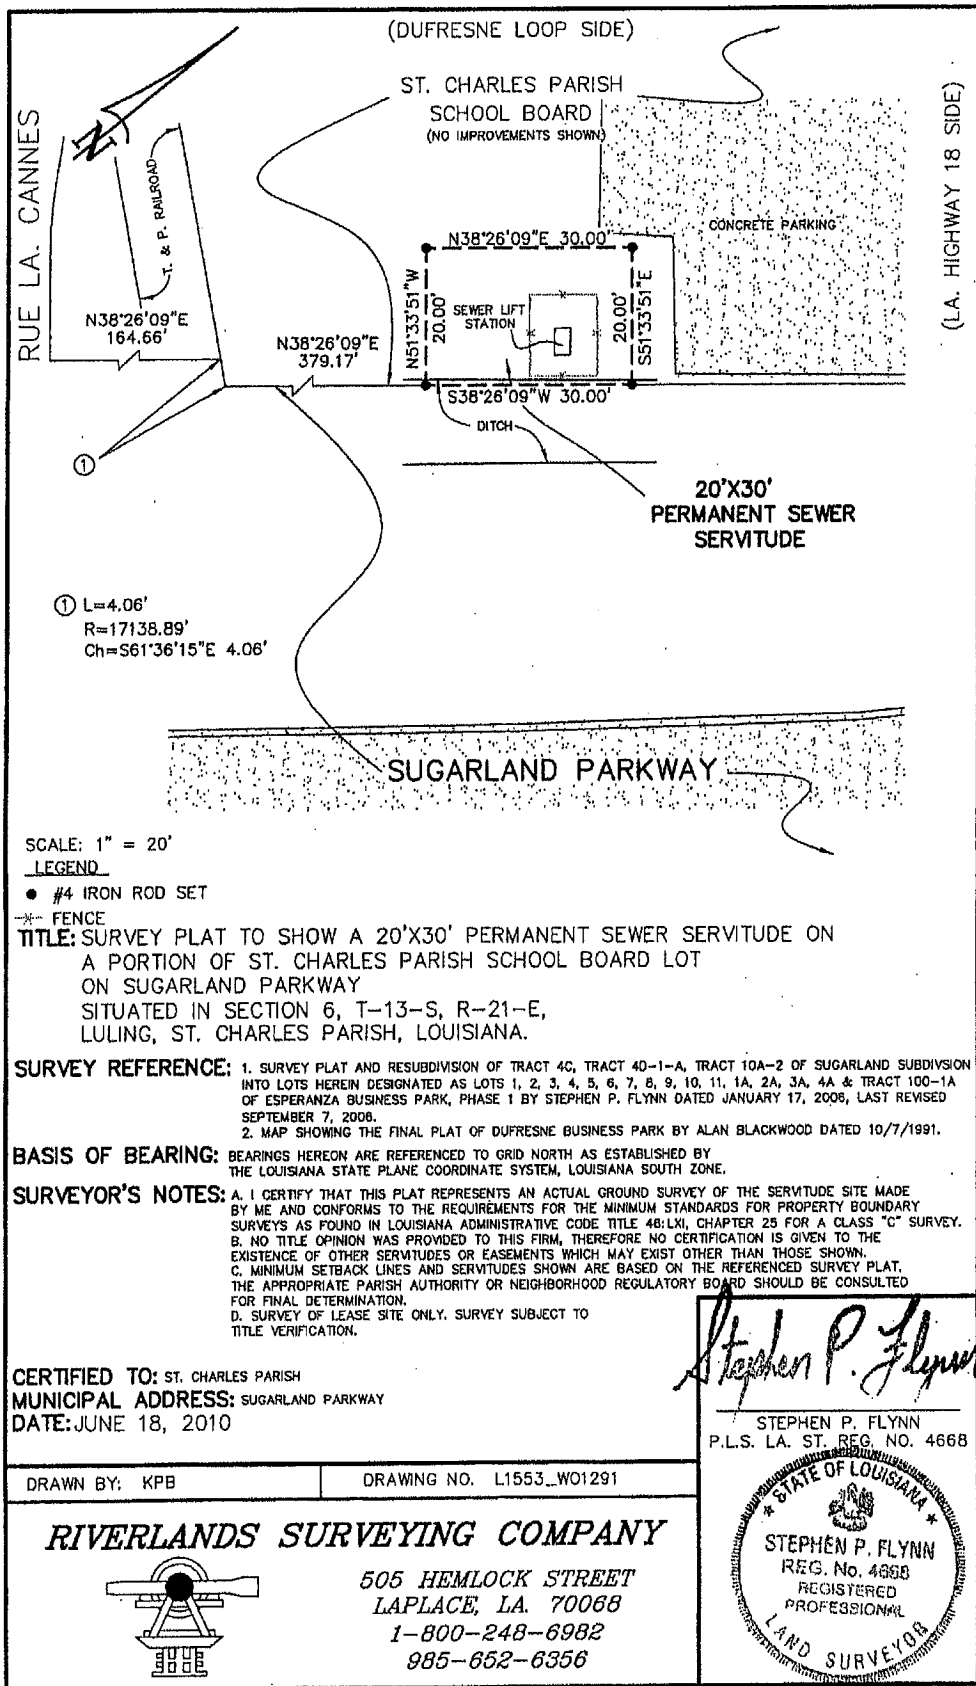 (DUFRESNE LOOP SIDE)
ST. CHARLES PARISH
SCHOOL BOARD
(NO IMPROVEMENTS SHOWN)
RUE LA. CANNES
N
T. & P. RAILROAD
(LA. HIGHWAY 18 SIDE)
CONCRETE PARKING
N38°26'09"E 30.00'
N51°33'51"W
20.00'
SEWER LIFT
STATION
20.00'
S51°33'51"E
N38°26'09"E
164.66'
N38°26'09"E
379.17'
S38°26'09"W 30.00'
DITCH
1
20'X30'
PERMANENT SEWER
SERVITUDE
1 L=4.06'
R=17138.89'
Ch=S61°36'15"E 4.06'
SUGARLAND PARKWAY
SCALE: 1" = 20'
LEGEND
● #4 IRON ROD SET
-x- FENCE
TITLE: SURVEY PLAT TO SHOW A 20'X30' PERMANENT SEWER SERVITUDE ON
A PORTION OF ST. CHARLES PARISH SCHOOL BOARD LOT
ON SUGARLAND PARKWAY
SITUATED IN SECTION 6, T-13-S, R-21-E,
LULING, ST. CHARLES PARISH, LOUISIANA.
SURVEY REFERENCE: 1. SURVEY PLAT AND RESUBDIVISION OF TRACT 4C, TRACT 4D-1-A, TRACT 10A-2 OF SUGARLAND SUBDIVSION
INTO LOTS HEREIN DESIGNATED AS LOTS 1, 2, 3, 4, 5, 6, 7, 8, 9, 10, 11, 1A, 2A, 3A, 4A & TRACT 100-1A
OF ESPERANZA BUSINESS PARK, PHASE 1 BY STEPHEN P. FLYNN DATED JANUARY 17, 2006, LAST REVISED
SEPTEMBER 7, 2006.
2. MAP SHOWING THE FINAL PLAT OF DUFRESNE BUSINESS PARK BY ALAN BLACKWOOD DATED 10/7/1991.
BASIS OF BEARING: BEARINGS HEREON ARE REFERENCED TO GRID NORTH AS ESTABLISHED BY
THE LOUISIANA STATE PLANE COORDINATE SYSTEM, LOUISIANA SOUTH ZONE.
SURVEYOR'S NOTES: A. I CERTIFY THAT THIS PLAT REPRESENTS AN ACTUAL GROUND SURVEY OF THE SERVITUDE SITE MADE
BY ME AND CONFORMS TO THE REQUIREMENTS FOR THE MINIMUM STANDARDS FOR PROPERTY BOUNDARY
SURVEYS AS FOUND IN LOUISIANA ADMINISTRATIVE CODE TITLE 46:LXI, CHAPTER 25 FOR A CLASS "C" SURVEY.
B. NO TITLE OPINION WAS PROVIDED TO THIS FIRM, THEREFORE NO CERTIFICATION IS GIVEN TO THE
EXISTENCE OF OTHER SERVITUDES OR EASEMENTS WHICH MAY EXIST OTHER THAN THOSE SHOWN.
C. MINIMUM SETBACK LINES AND SERVITUDES SHOWN ARE BASED ON THE REFERENCED SURVEY PLAT,
THE APPROPRIATE PARISH AUTHORITY OR NEIGHBORHOOD REGULATORY BOARD SHOULD BE CONSULTED
FOR FINAL DETERMINATION.
D. SURVEY OF LEASE SITE ONLY. SURVEY SUBJECT TO
TITLE VERIFICATION.
CERTIFIED TO: ST. CHARLES PARISH
MUNICIPAL ADDRESS: SUGARLAND PARKWAY
DATE: JUNE 18, 2010
Stephen P. Flynn
STEPHEN P. FLYNN
P.L.S. LA. ST. REG. NO. 4668
DRAWN BY: KPB
DRAWING NO. L1553_WO1291
RIVERLANDS SURVEYING COMPANY
505 HEMLOCK STREET
LAPLACE, LA. 70068
1-800-248-6982
985-652-6356
★ STATE OF LOUISIANA ★
STEPHEN P. FLYNN
REG. No. 4668
REGISTERED
PROFESSIONAL
LAND SURVEYOR